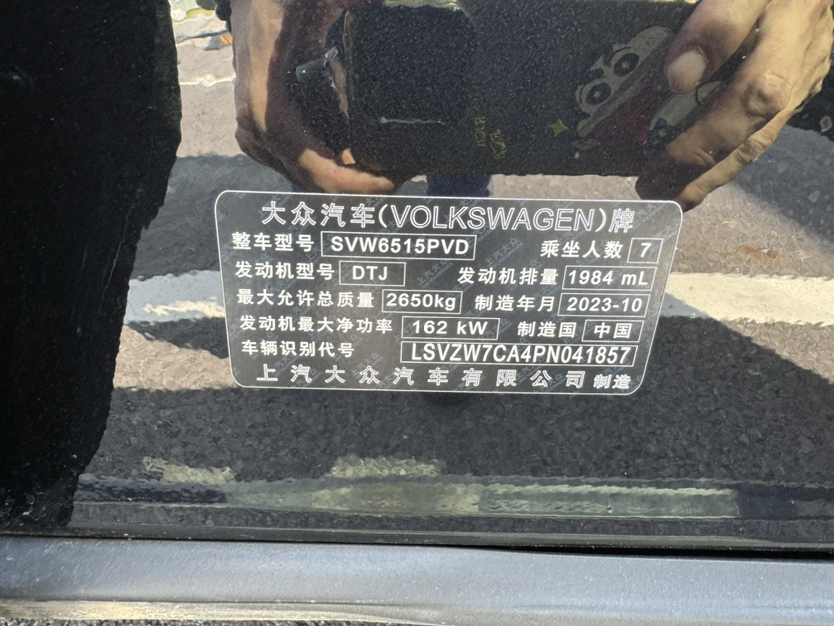 大众汽车(VOLKSWAGEN)牌
整车型号 SVW6515PVD 乘坐人数 7
发动机型号 DTJ 发动机排量 1984 mL
最大允许总质量 2650kg 制造年月 2023-10
发动机最大净功率 162 kW 制造国 中国
车辆识别代号 LSVZW7CA4PN041857
上汽大众汽车有限公司 制造